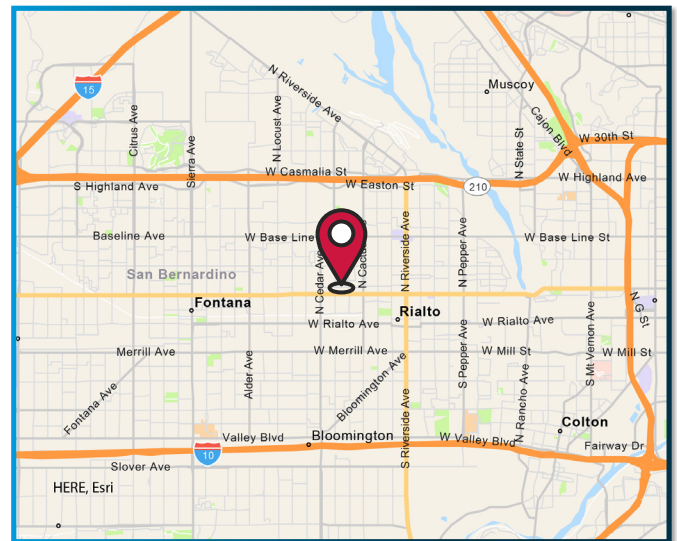 N Riverside Ave
Muscoy
15
Citrus Ave
N Locust Ave
Cajon Blvd
W 30th St
Sierra Ave
N State St
W Casmalia St
W Highland Ave
S Highland Ave
W Easton St
210
Baseline Ave
W Base Line
N Cactus
N Riverside Ave
N Pepper Ave
W Base Line St
San Bernardino
N Cedar Ave
Fontana
Rialto
N G St
W Rialto Ave
W Rialto Ave
Merrill Ave
W Merrill Ave
W Mill St
W Mill St
S Mt Vernon Ave
Alder Ave
S Pepper Ave
Fontana Ave
Bloomington Ave
N Rancho Ave
S Riverside Ave
Colton
Valley Blvd
Bloomington
W Valley Blvd
Fairway Dr
10
Slover Ave
HERE, Esri